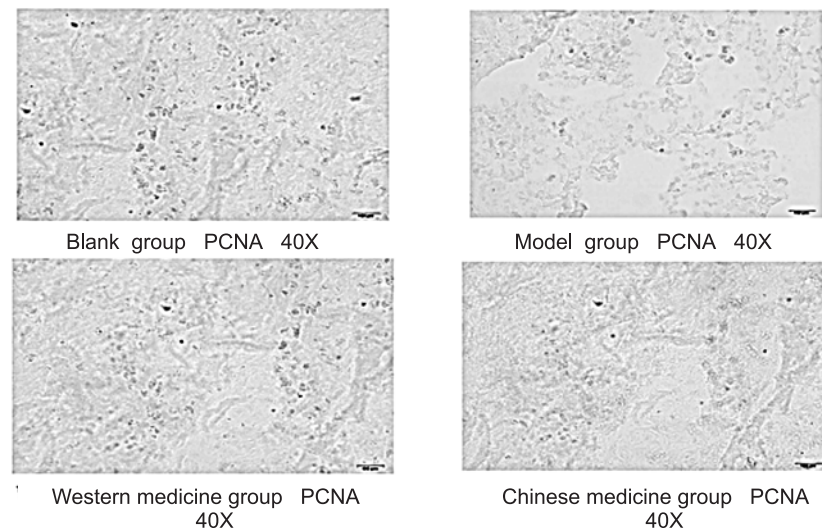 Blank group PCNA 40X
Model group PCNA 40X
Western medicine group PCNA
40X
Chinese medicine group PCNA
40X